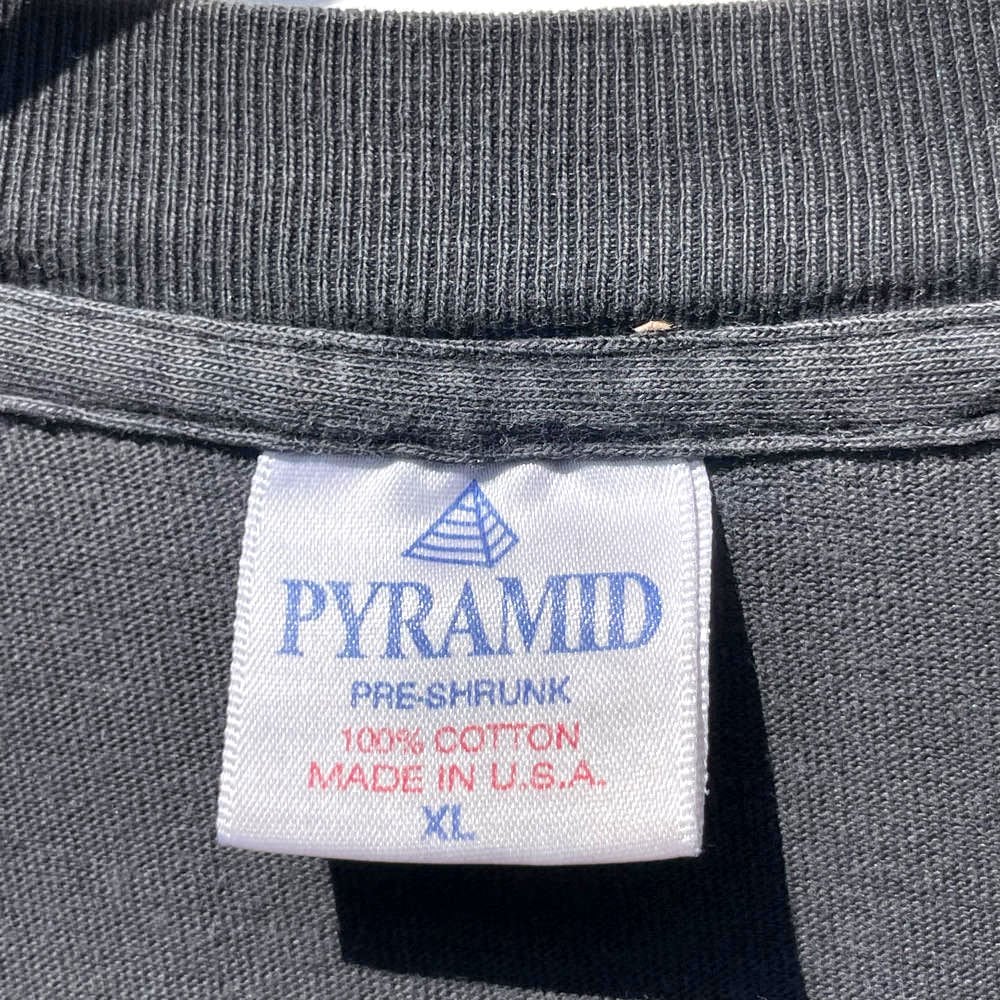 PYRAMID
PRE-SHRUNK
100% COTTON
MADE IN U.S.A.
XL